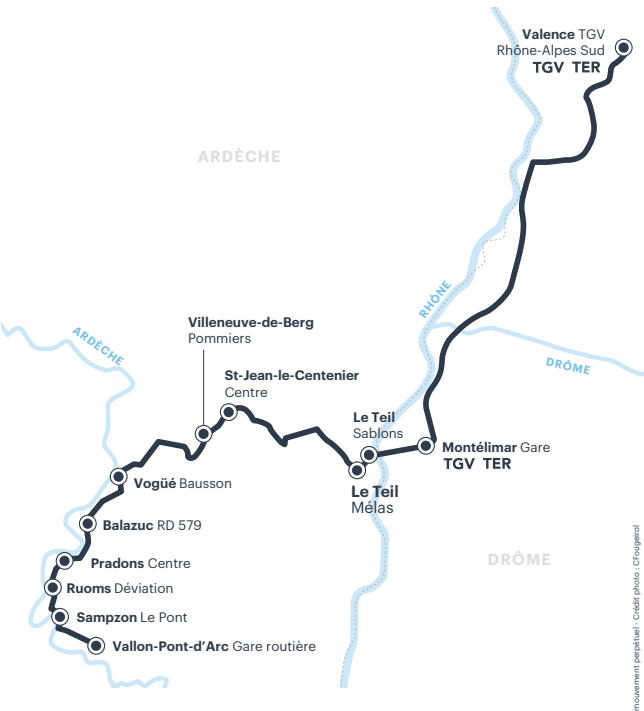 Valence TGV
Rhône-Alpes Sud
TGV TER
ARDÈCHE
RHÔNE
Villeneuve-de-Berg
Pommiers
ARDÈCHE
DRÔME
St-Jean-le-Centenier
Centre
Le Teil
Sablons
Montélimar Gare
TGV TER
Vogüé Bausson
Le Teil
Mélas
Balazuc RD 579
DRÔME
Pradons Centre
Ruoms Déviation
Sampzon Le Pont
Vallon-Pont-d'Arc Gare routière
mouvement perpétuel - Crédit photo : CFougeirol